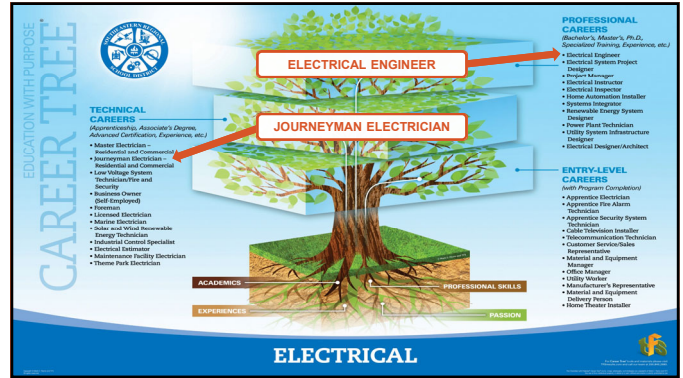 EDUCATION WITH PURPOSE
CAREER TREE
SOUTHEASTERN REGIONAL
SCHOOL DISTRICT
ELECTRICAL ENGINEER
JOURNEYMAN ELECTRICIAN
TECHNICAL
CAREERS
(Apprenticeship, Associate's Degree,
Advanced Certification, Experience, etc.)
• Master Electrician –
Residential and Commercial
• Journeyman Electrician –
Residential and Commercial
• Low Voltage System
Technician/Fire and
Security
• Business Owner
(Self-Employed)
• Foreman
• Licensed Electrician
• Marine Electrician
• Solar and Wind Renewable
Energy Technician
• Industrial Control Specialist
• Electrical Estimator
• Maintenance Facility Electrician
• Theme Park Electrician
PROFESSIONAL
CAREERS
(Bachelor's, Master's, Ph.D.,
Specialized Training, Experience, etc.)
• Electrical Engineer
• Electrical System Project
Designer
• Project Manager
• Electrical Instructor
• Electrical Inspector
• Home Automation Installer
• Systems Integrator
• Renewable Energy System
Designer
• Power Plant Technician
• Utility System Infrastructure
Designer
• Electrical Designer/Architect
ENTRY-LEVEL
CAREERS
(with Program Completion)
• Apprentice Electrician
• Apprentice Fire Alarm
Technician
• Apprentice Security System
Technician
• Cable Television Installer
• Telecommunication Technician
• Customer Service/Sales
Representative
• Material and Equipment
Manager
• Office Manager
• Utility Worker
• Manufacturer's Representative
• Material and Equipment
Delivery Person
• Home Theater Installer
ACADEMICS
PROFESSIONAL SKILLS
EXPERIENCES
PASSION
ELECTRICAL